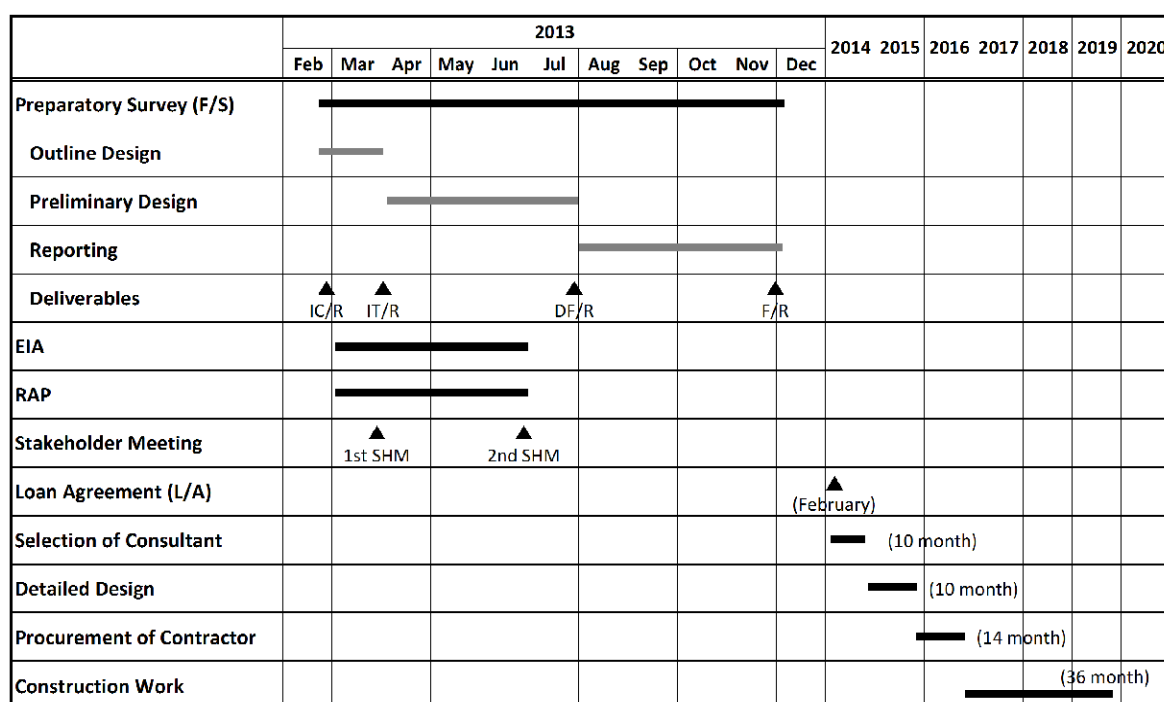 2013
2014 2015 2016 2017 2018 2019 2020
Feb Mar Apr May Jun Jul Aug Sep Oct Nov Dec
Preparatory Survey (F/S)
Outline Design
Preliminary Design
Reporting
Deliverables
IC/R IT/R DF/R F/R
EIA
RAP
Stakeholder Meeting
1st SHM 2nd SHM
Loan Agreement (L/A)
(February)
Selection of Consultant (10 month)
Detailed Design (10 month)
Procurement of Contractor (14 month)
(36 month)
Construction Work